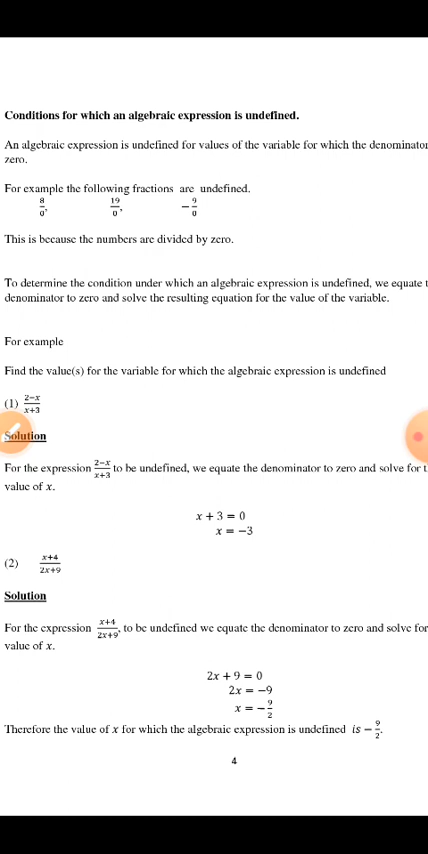 Conditions for which an algebraic expression is undefined.
An algebraic expression is undefined for values of the variable for which the denominator
zero.
For example the following fractions are undefined.
8/0, 19/0, −9/0
This is because the numbers are divided by zero.
To determine the condition under which an algebraic expression is undefined, we equate t
denominator to zero and solve the resulting equation for the value of the variable.
For example
Find the value(s) for the variable for which the algebraic expression is undefined
(1) (2−x)/(x+3)
Solution
For the expression (2−x)/(x+3) to be undefined, we equate the denominator to zero and solve for t
value of x.
x + 3 = 0
x = −3
(2) (x+4)/(2x+9)
Solution
For the expression (x+4)/(2x+9), to be undefined we equate the denominator to zero and solve for
value of x.
2x + 9 = 0
2x = −9
x = −9/2
Therefore the value of x for which the algebraic expression is undefined is −9/2.
4